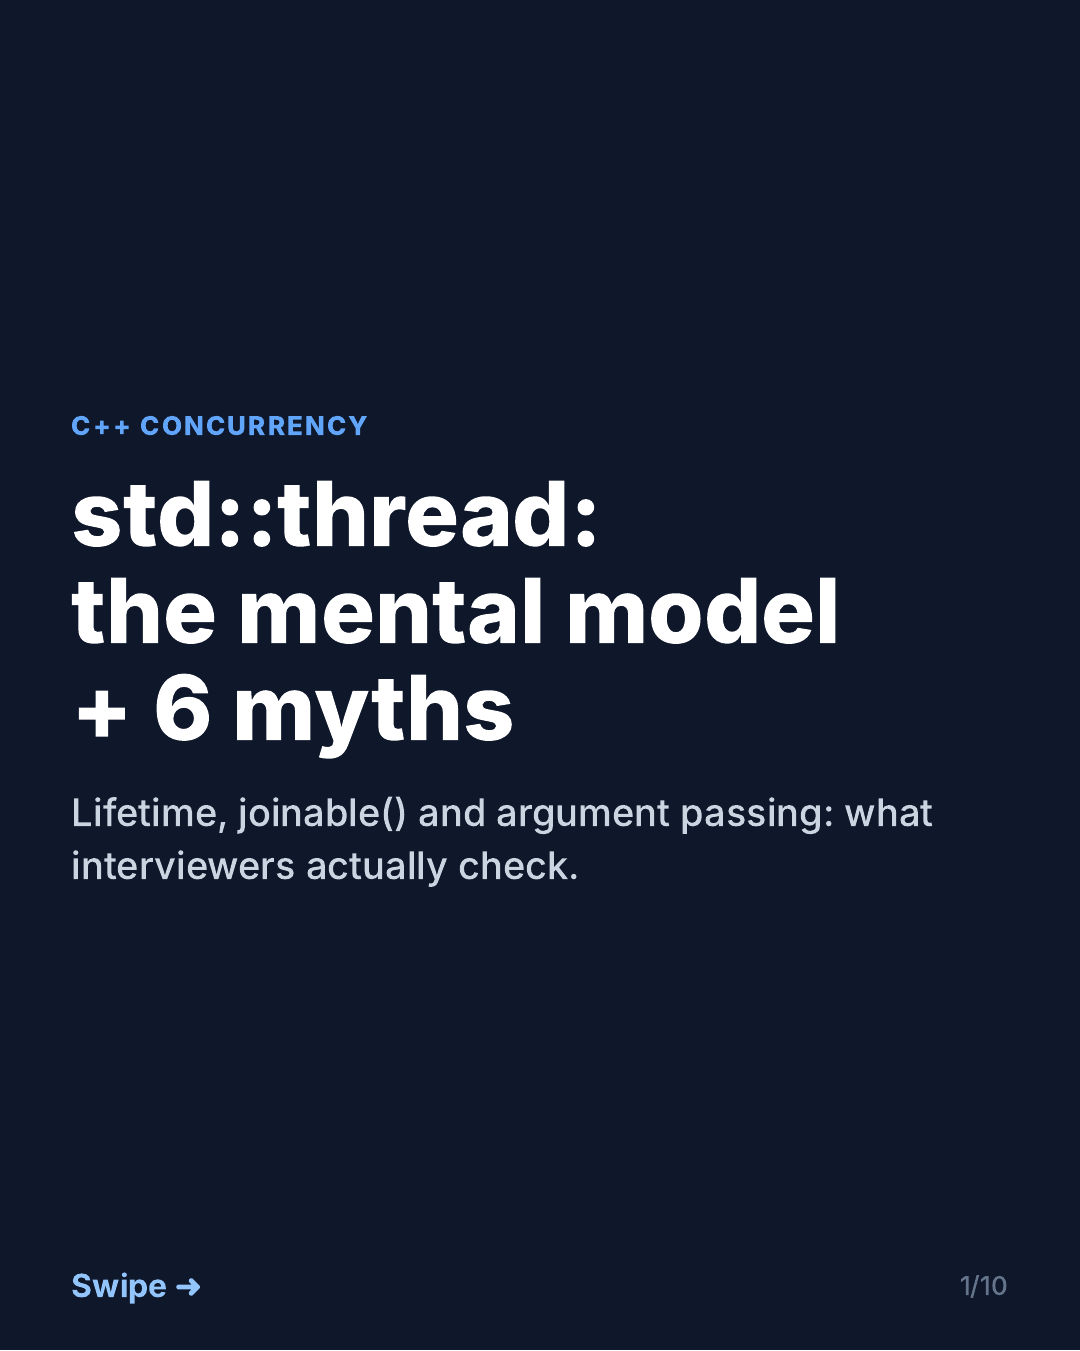 C++ CONCURRENCY
std::thread:
the mental model
+ 6 myths
Lifetime, joinable() and argument passing: what
interviewers actually check.
Swipe ➜
1/10